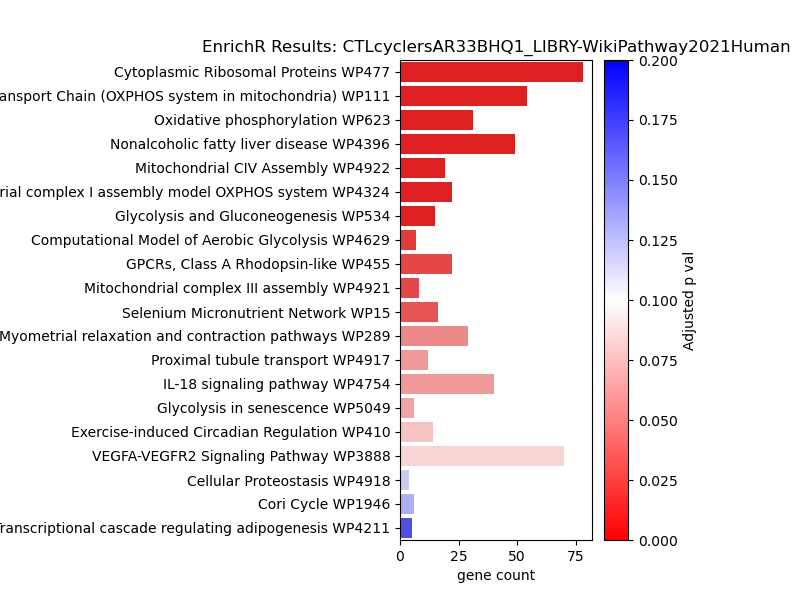 EnrichR Results: CTLcyclersAR33BHQ1_LIBRY-WikiPathway2021Human
Cytoplasmic Ribosomal Proteins WP477
Chain (OXPHOS system in mitochondria) WP111
Oxidative phosphorylation WP623
Nonalcoholic fatty liver disease WP4396
Mitochondrial CIV Assembly WP4922
complex I assembly model OXPHOS system WP4324
Glycolysis and Gluconeogenesis WP534
Computational Model of Aerobic Glycolysis WP4629
GPCRs, Class A Rhodopsin-like WP455
Mitochondrial complex III assembly WP4921
Selenium Micronutrient Network WP15
Myometrial relaxation and contraction pathways WP289
Proximal tubule transport WP4917
IL-18 signaling pathway WP4754
Glycolysis in senescence WP5049
Exercise-induced Circadian Regulation WP410
VEGFA-VEGFR2 Signaling Pathway WP3888
Cellular Proteostasis WP4918
Cori Cycle WP1946
cascade regulating adipogenesis WP4211
0 25 50 75
gene count
0.200
0.175
0.150
0.125
0.100
0.075
0.050
0.025
0.000
Adjusted p val